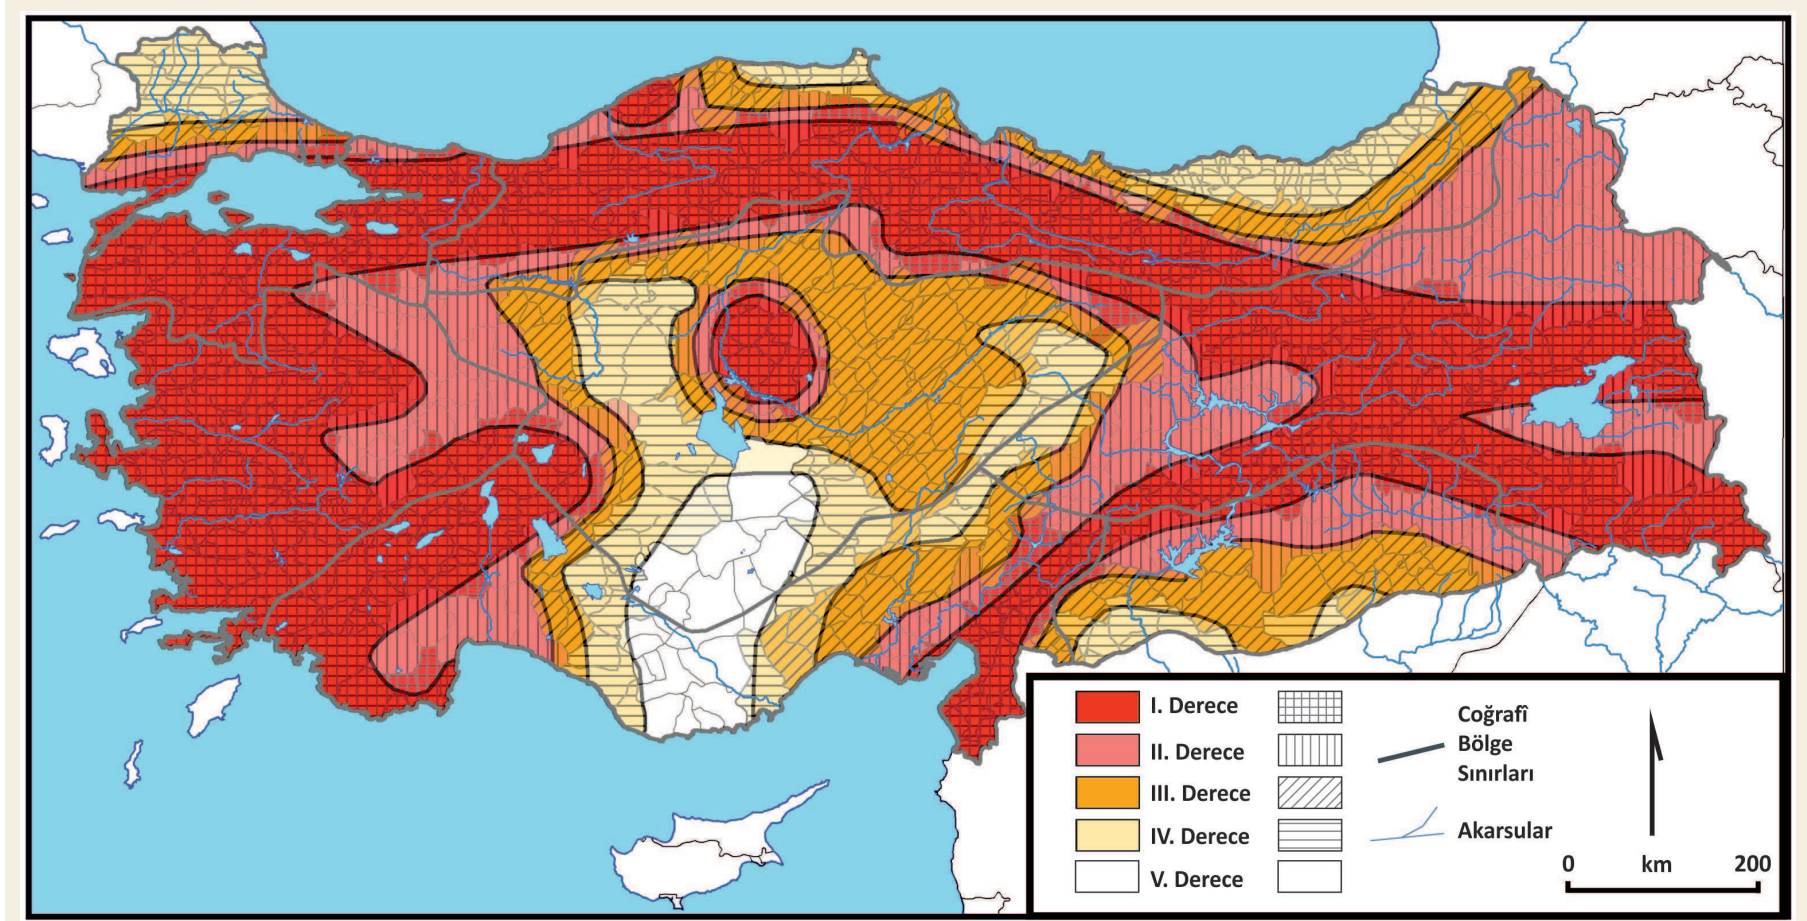 I. Derece
II. Derece
III. Derece
IV. Derece
V. Derece
Coğrafî
Bölge
Sınırları
Akarsular
0 km 200